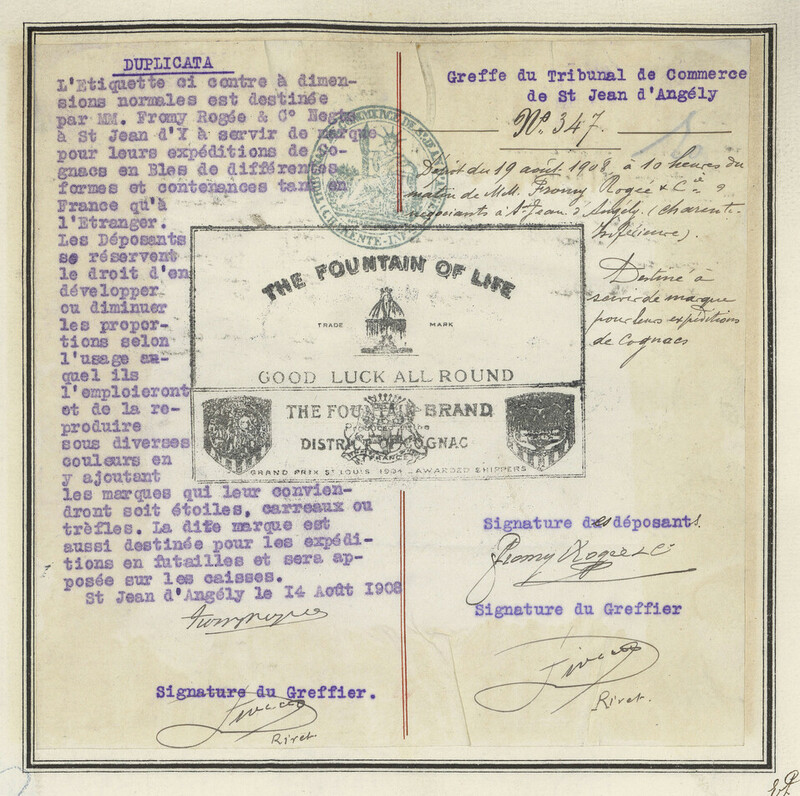 DUPLICATA
L'Etiquette ci contre à dimen-
sions normales est destinée
par MM. Fromy Rogée & C° Negts
à St Jean d'Y à servir de marque
pour leurs expéditions de Co-
gnacs en Bles de différentes
formes et contenances tant en
France qu'à
l'Etranger.
Les Déposants
se réservent
le droit d'en
développer
ou diminuer
les propor-
tions selon
l'usage au-
quel ils
l'emploieront
et de la re-
produire
sous diverses
couleurs en
y ajoutant
les marques qui leur convien-
dront soit étoiles, carreaux ou
trèfles. La dite marque est
aussi destinée pour les expédi-
tions en futailles et sera ap-
posée sur les caisses.
St Jean d'Angély le 14 Août 1908
Fromy Rogée
Signature du Greffier.
Riret
Greffe du Tribunal de Commerce
de St Jean d'Angély
N° 347.
Dépôt du 19 août 1908 à 10 heures du
matin de MM. Fromy Rogée & Cie
négociants à St Jean d'Angély (Charente-
Inférieure).
Destiné à
servir de marque
pour leurs expéditions
de Cognacs
THE FOUNTAIN OF LIFE
TRADE MARK
GOOD LUCK ALL ROUND
THE FOUNTAIN BRAND
DISTRICT OF COGNAC
GRAND PRIX ST LOUIS 1904 - AWARDED SHIPPERS
Signature des déposants.
Fromy Rogée & C°
Signature du Greffier
Riret.